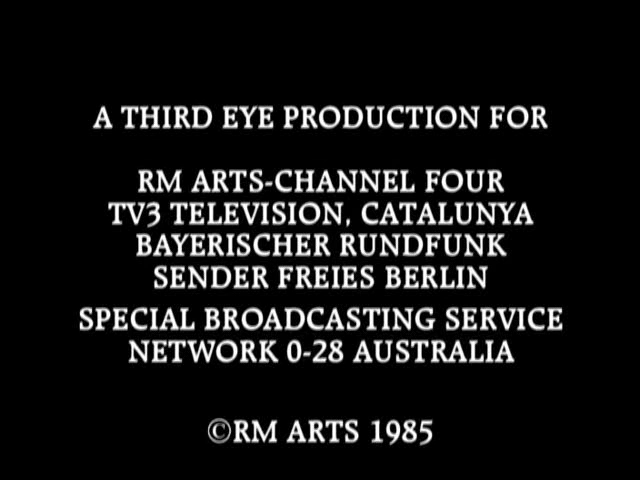 A THIRD EYE PRODUCTION FOR
RM ARTS-CHANNEL FOUR
TV3 TELEVISION, CATALUNYA
BAYERISCHER RUNDFUNK
SENDER FREIES BERLIN
SPECIAL BROADCASTING SERVICE
NETWORK 0-28 AUSTRALIA
©RM ARTS 1985